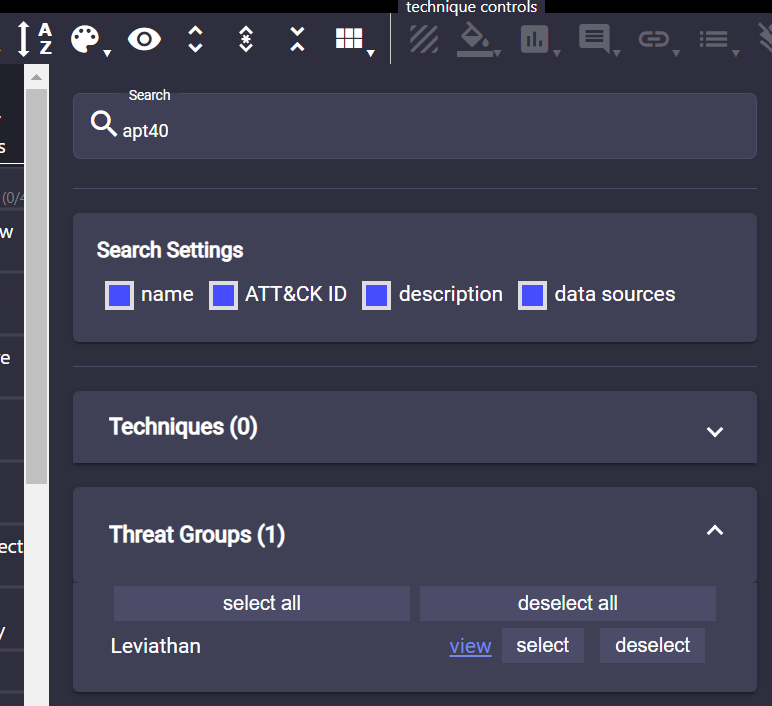 technique controls
A
Z
Search
apt40
s
(0/4
w
Search Settings
name ATT&CK ID description data sources
e
Techniques (0)
Threat Groups (1)
ect
select all deselect all
y
Leviathan view select deselect